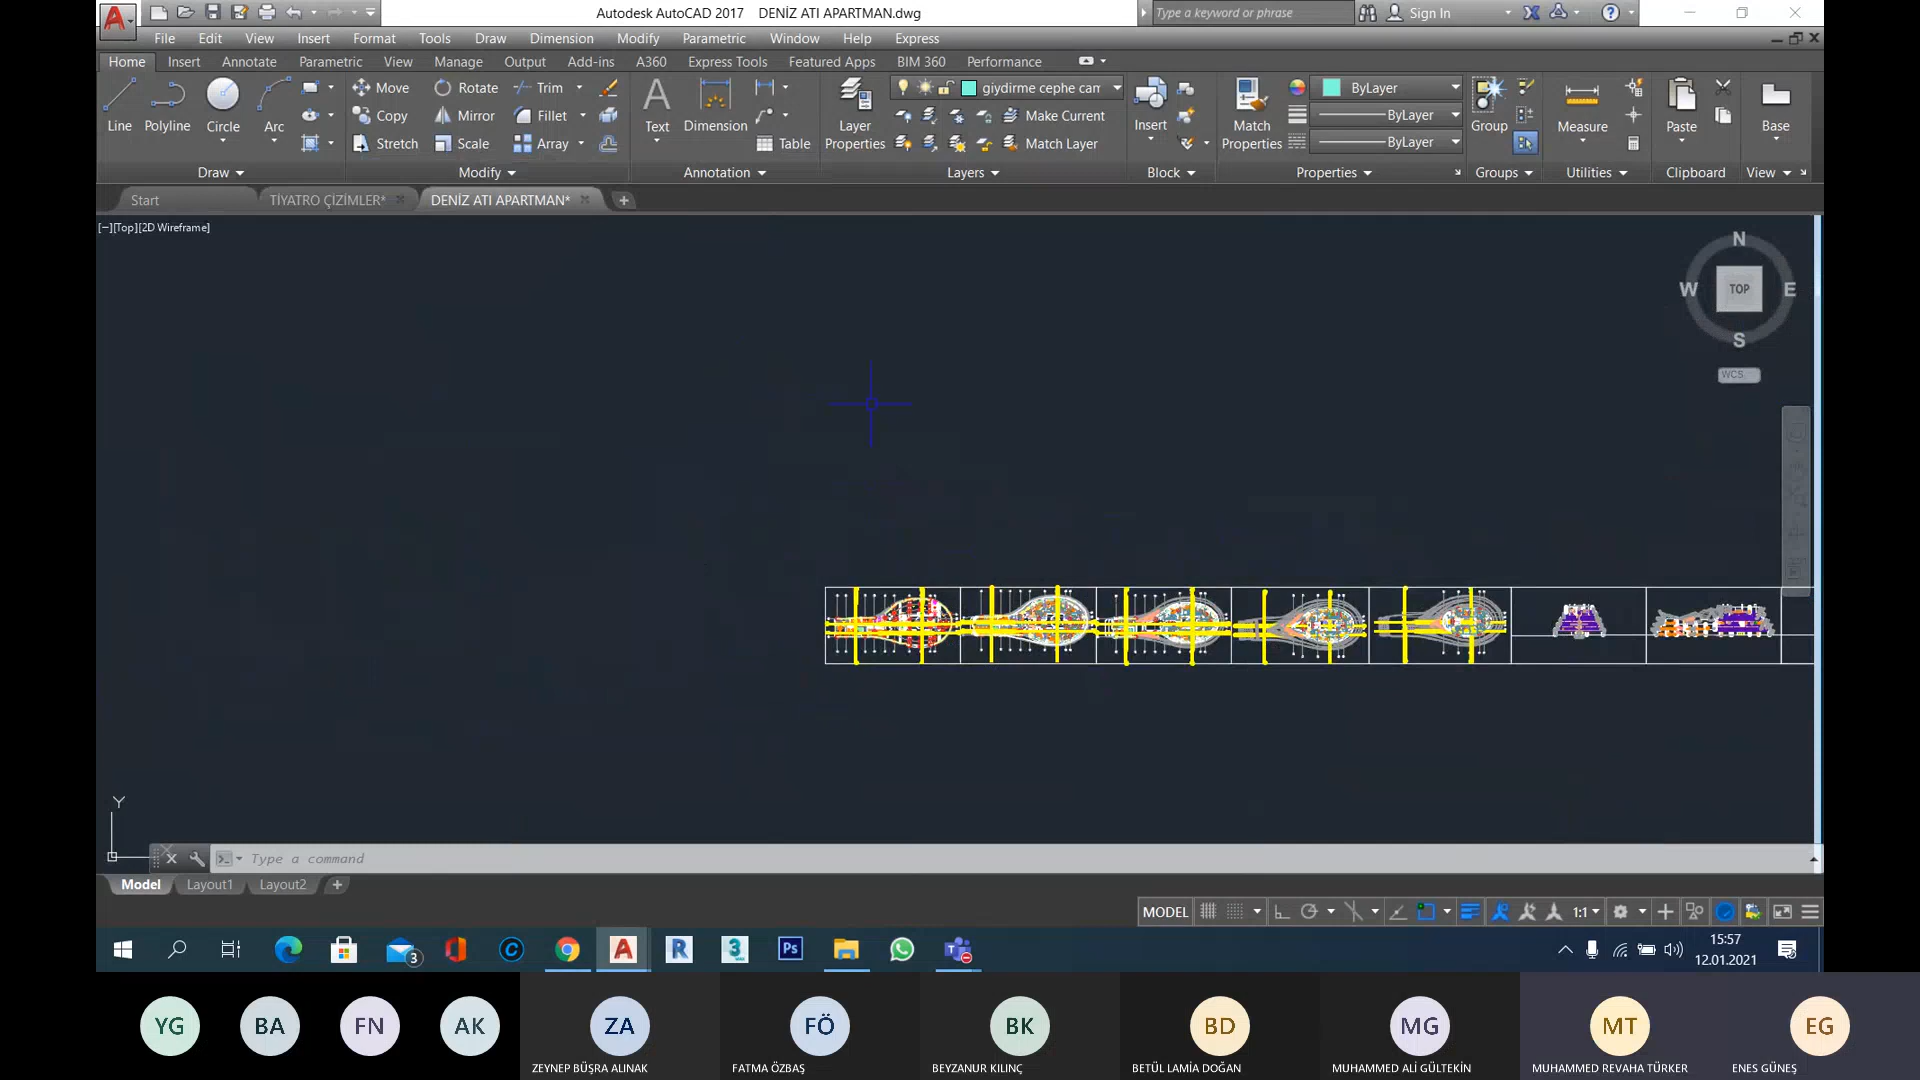 Autodesk AutoCAD 2017 DENİZ ATI APARTMAN.dwg
Type a keyword or phrase
Sign In
File Edit View Insert Format Tools Draw Dimension Modify Parametric Window Help Express
Home Insert Annotate Parametric View Manage Output Add-ins A360 Express Tools Featured Apps BIM 360 Performance
Line Polyline Circle Arc
Move Rotate Trim
Copy Mirror Fillet
Stretch Scale Array
Text Dimension Table
Layer Properties
giydirme cephe cam
Make Current
Match Layer
Insert
Match Properties
ByLayer
ByLayer
ByLayer
Group
Measure
Paste
Base
Draw Modify Annotation Layers Block Properties Groups Utilities Clipboard View
Start TİYATRO ÇİZİMLER* DENİZ ATI APARTMAN*
[−][Top][2D Wireframe]
N
W TOP E
S
WCS
Y
X
Type a command
Model Layout1 Layout2
MODEL 1:1
3
Ps
15:57
12.01.2021
YG BA FN AK ZA FÖ BK BD MG MT EG
ZEYNEP BÜŞRA ALINAK FATMA ÖZBAŞ BEYZANUR KILINÇ BETÜL LAMİA DOĞAN MUHAMMED ALİ GÜLTEKİN MUHAMMED REVAHA TÜRKER ENES GÜNEŞ